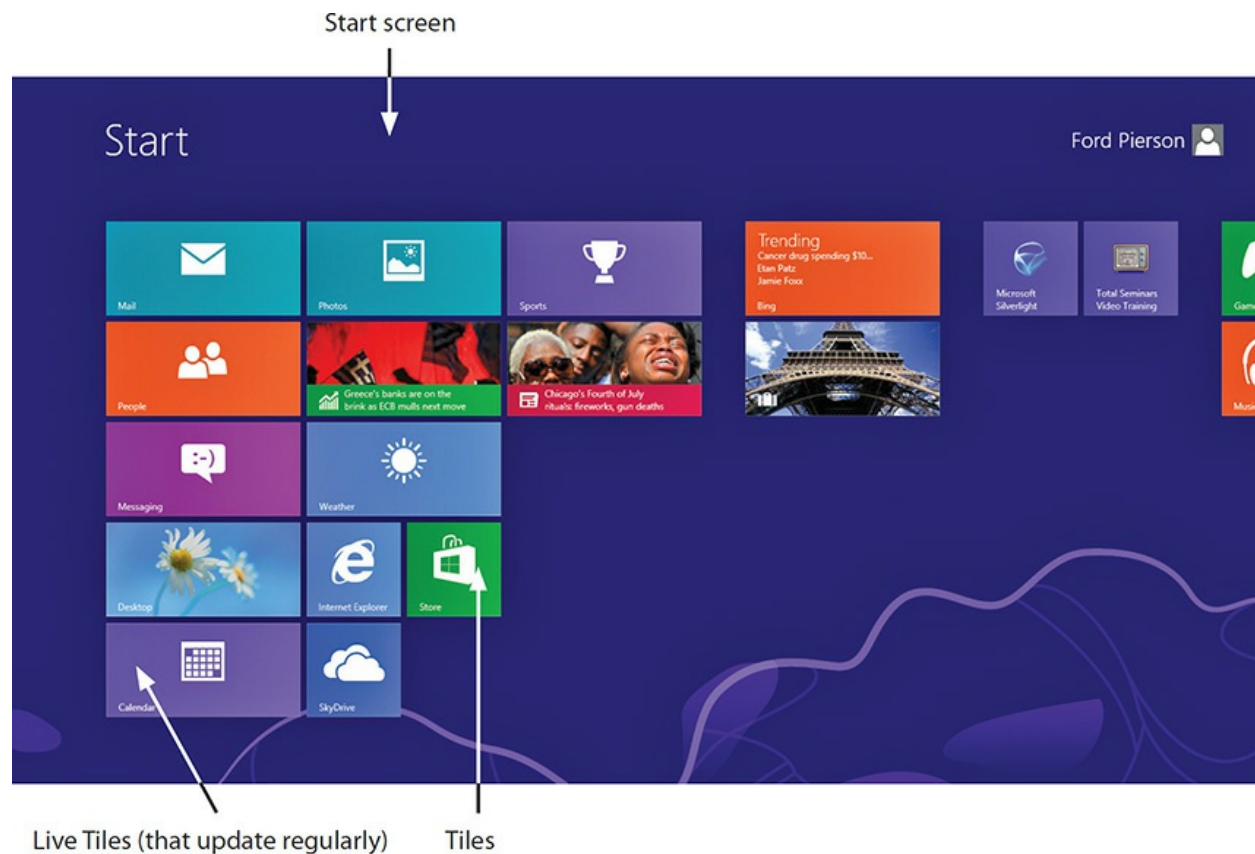 Start screen
Start
Ford Pierson
Mail
Photos
Sports
Trending
Cancer drug spending $10...
Etan Patz
Jamie Foxx
Bing
Microsoft
Silverlight
Total Seminars
Video Training
Game
People
Greece's banks are on the
brink as ECB mulls next move
Chicago's Fourth of July
rituals: fireworks, gun deaths
Music
Messaging
Weather
Desktop
Internet Explorer
Store
Calendar
SkyDrive
Live Tiles (that update regularly)
Tiles